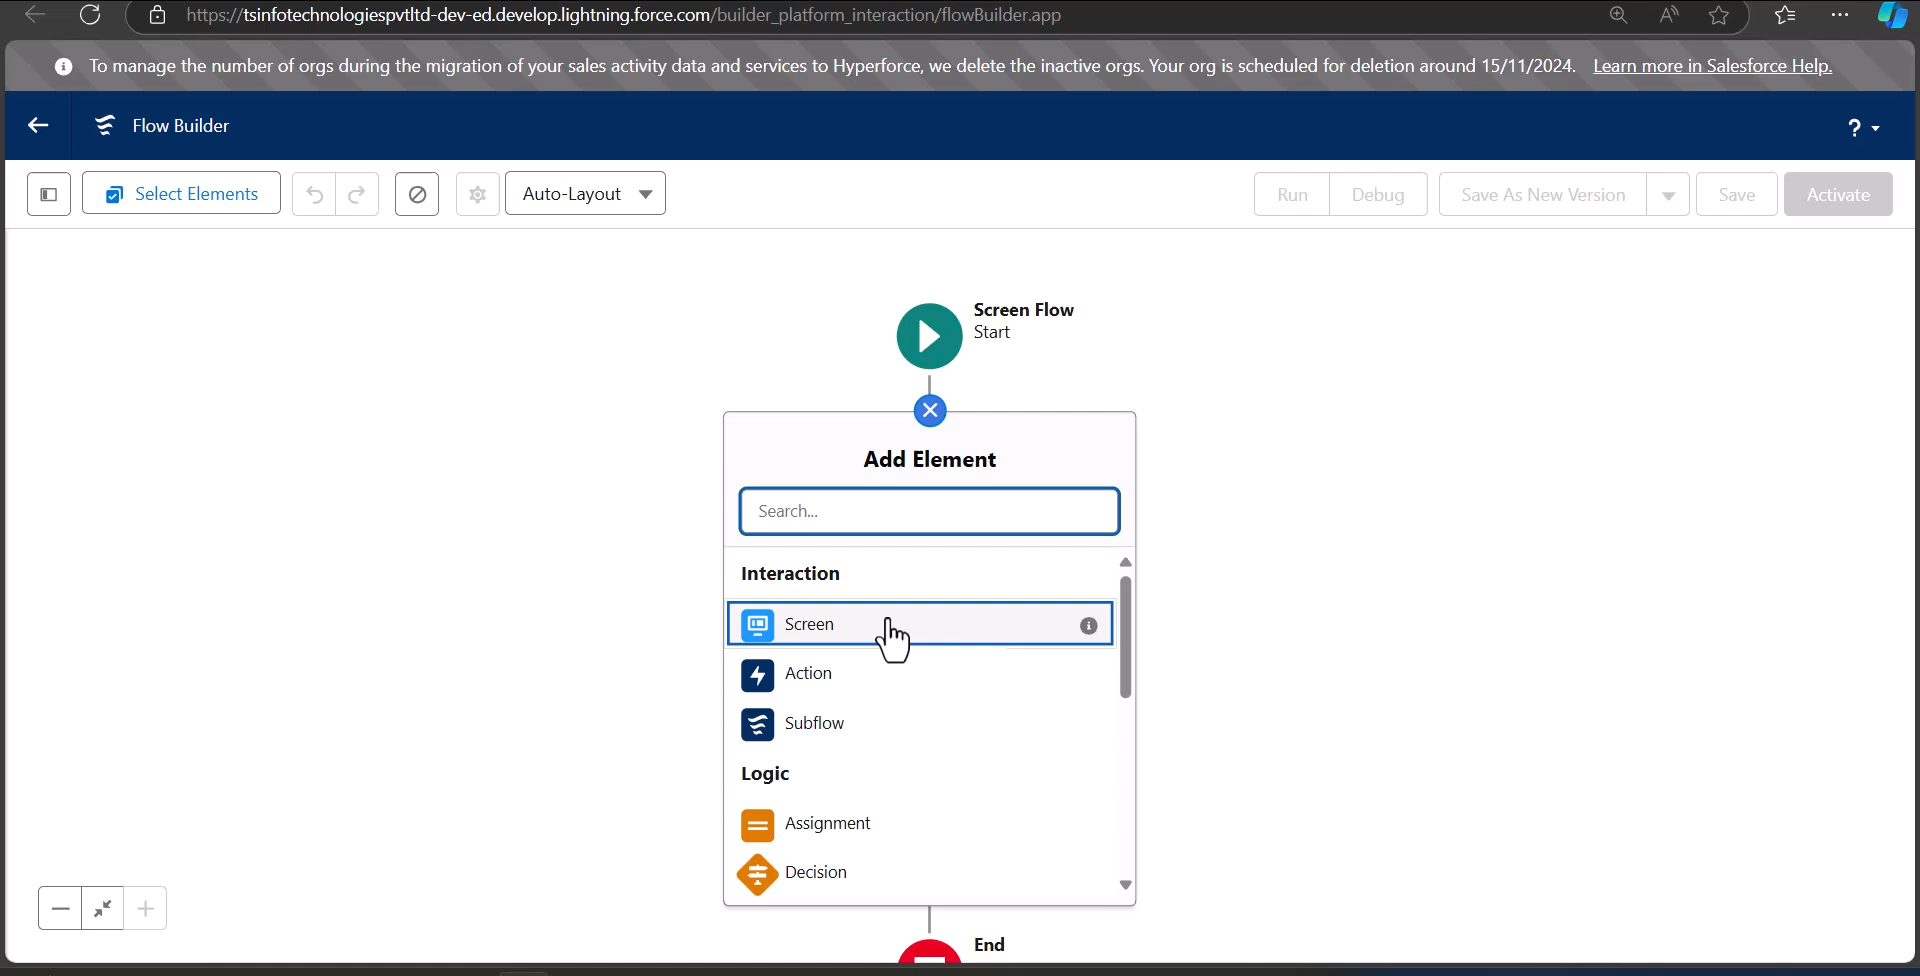 https://tsinfotechnologiespvtltd-dev-ed.develop.lightning.force.com/builder_platform_interaction/flowBuilder.app
To manage the number of orgs during the migration of your sales activity data and services to Hyperforce, we delete the inactive orgs. Your org is scheduled for deletion around 15/11/2024. Learn more in Salesforce Help.
Flow Builder
?
Select Elements
Auto-Layout
Run
Debug
Save As New Version
Save
Activate
Screen Flow
Start
Add Element
Search...
Interaction
Screen
Action
Subflow
Logic
Assignment
Decision
End